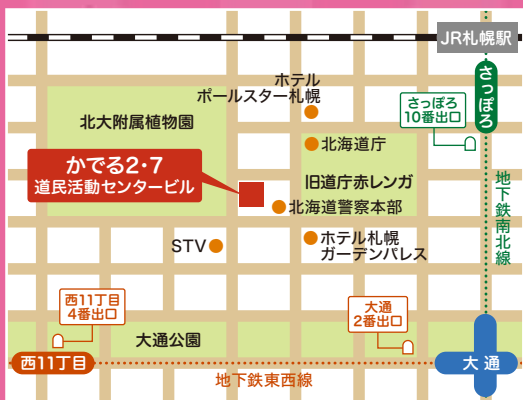 JR札幌駅
さっぽろ
ホテル
ポールスター札幌
さっぽろ
10番出口
北大附属植物園
北海道庁
かでる2・7
道民活動センタービル
旧道庁赤レンガ
北海道警察本部
地下鉄南北線
STV
ホテル札幌
ガーデンパレス
西11丁目
4番出口
大通
2番出口
大通公園
西11丁目
大通
地下鉄東西線